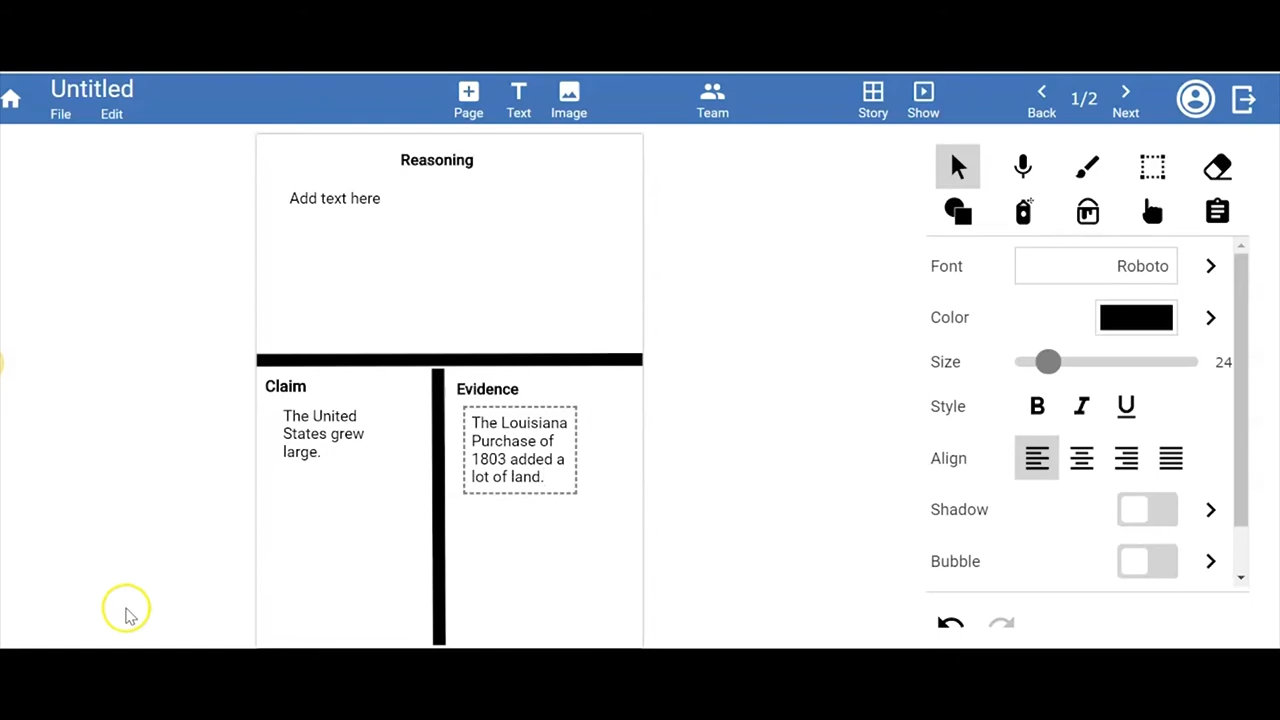 Untitled
File Edit
Page Text Image
Team
Story Show
Back 1/2 Next
Reasoning
Add text here
Claim
The United
States grew
large.
Evidence
The Louisiana
Purchase of
1803 added a
lot of land.
Font Roboto
Color
Size 24
Style B I U
Align
Shadow
Bubble